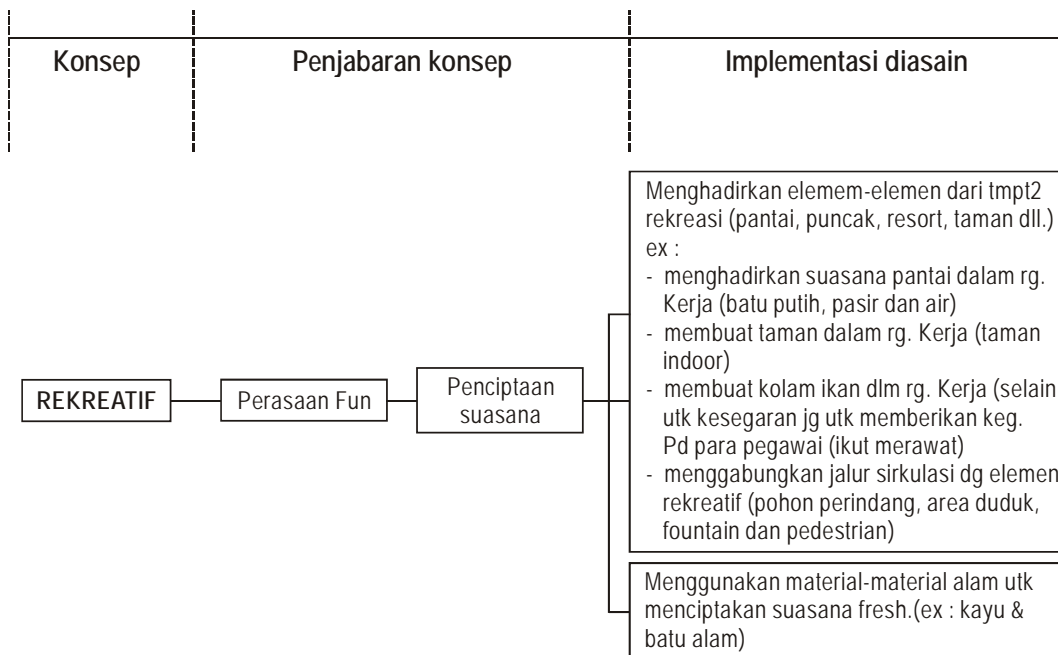 Konsep
Penjabaran konsep
Implementasi diasain
REKREATIF
Perasaan Fun
Penciptaan
suasana
Menghadirkan elemem-elemen dari tmpt2
rekreasi (pantai, puncak, resort, taman dll.)
ex :
- menghadirkan suasana pantai dalam rg.
Kerja (batu putih, pasir dan air)
- membuat taman dalam rg. Kerja (taman
indoor)
- membuat kolam ikan dlm rg. Kerja (selain
utk kesegaran jg utk memberikan keg.
Pd para pegawai (ikut merawat)
- menggabungkan jalur sirkulasi dg elemen
rekreatif (pohon perindang, area duduk,
fountain dan pedestrian)
Menggunakan material-material alam utk
menciptakan suasana fresh.(ex : kayu &
batu alam)